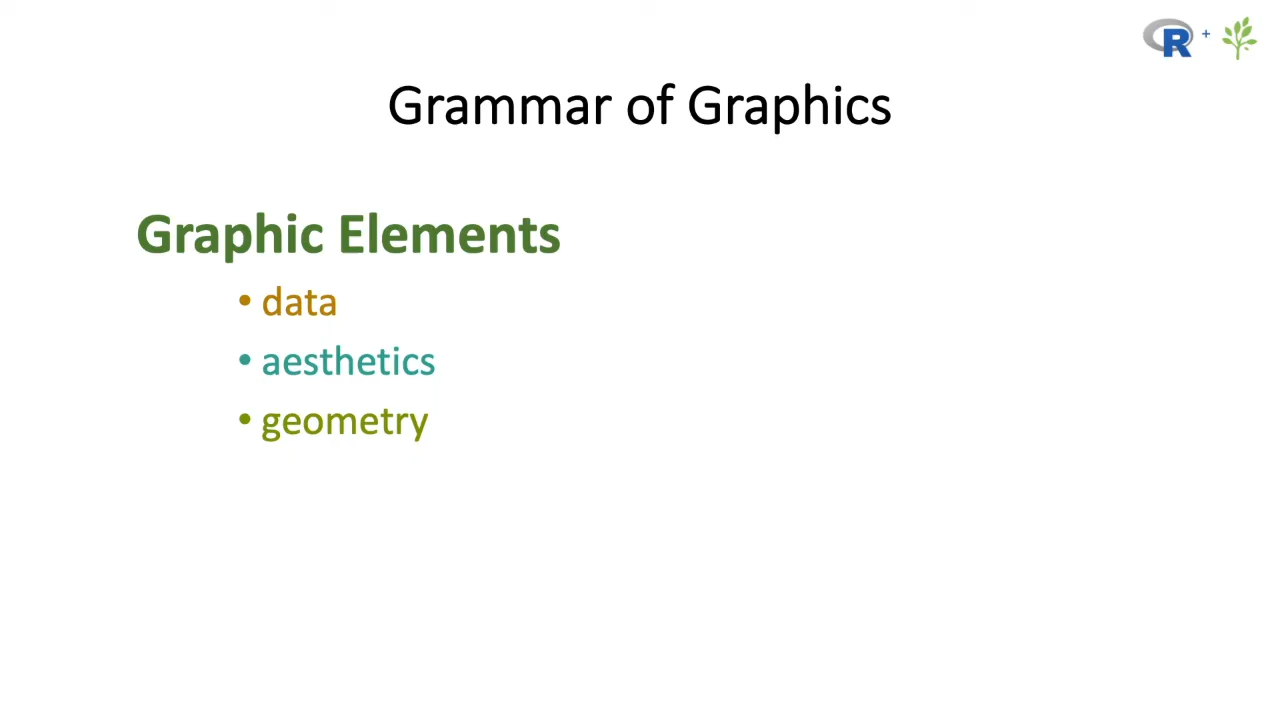 R +
Grammar of Graphics
Graphic Elements
• data
• aesthetics
• geometry